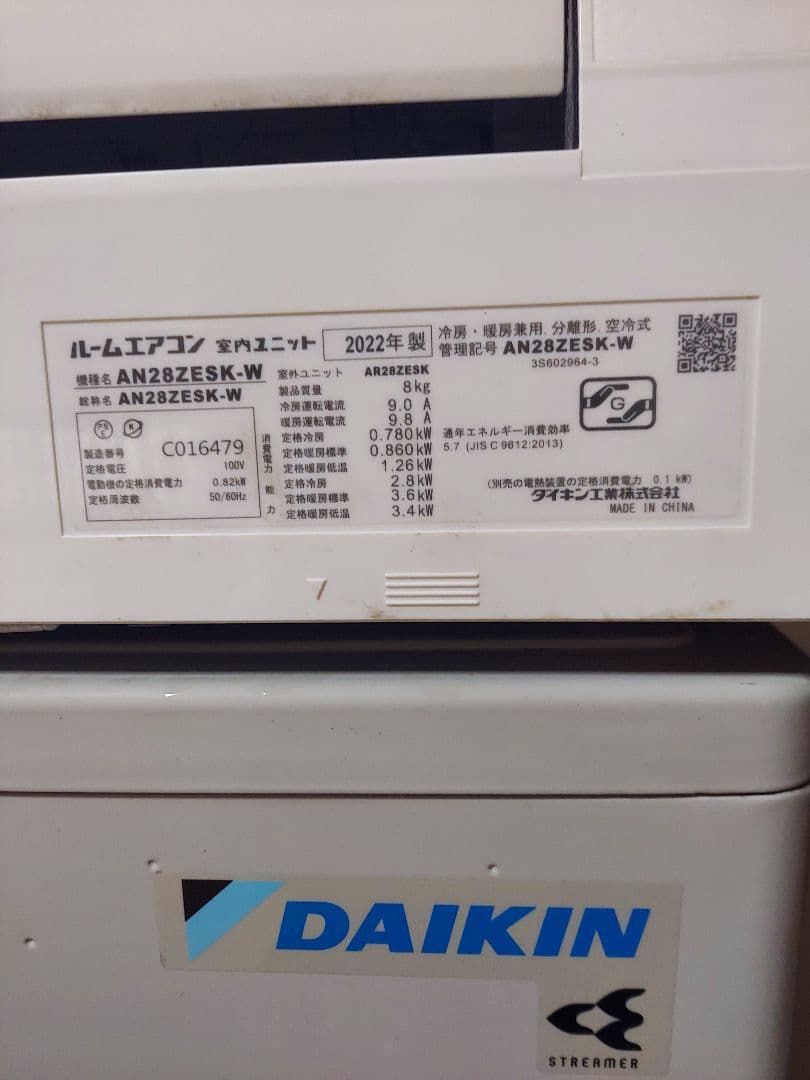 ルームエアコン 室内ユニット 2022年 製
機種名 AN28ZESK-W
総称名 AN28ZESK-W
PS E
製造番号 C016479
定格電圧 100V
電動機の定格消費電力 0.82kW
定格周波数 50/60Hz
室外ユニット AR28ZESK
製品質量 8kg
冷房運転電流 9.0 A
暖房運転電流 9.8 A
消費電力
定格冷房 0.780kW
定格暖房標準 0.860kW
定格暖房低温 1.26kW
能力
定格冷房 2.8kW
定格暖房標準 3.6kW
定格暖房低温 3.4kW
冷房・暖房兼用. 分離形. 空冷式
管理記号 AN28ZESK-W
3S602964-3
G
通年エネルギー消費効率
5.7 (JIS C 9612:2013)
(別売の電熱装置の定格消費電力 0.1 kW)
ダイキン工業株式会社
MADE IN CHINA
7
DAIKIN
STREAMER